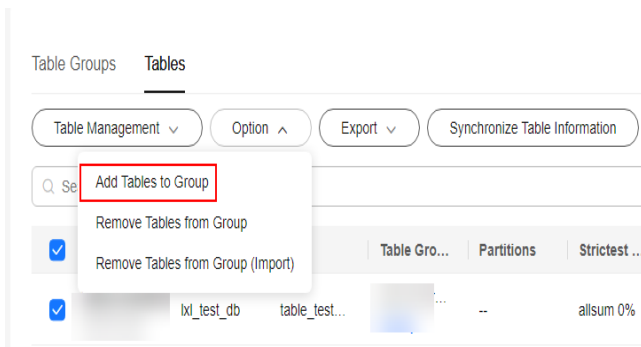 Table Groups Tables
Table Management Option Export Synchronize Table Information
Add Tables to Group
Remove Tables from Group
Table Gro... Partitions Strictest ...
Remove Tables from Group (Import)
lxl_test_db table_test... ... -- allsum 0%